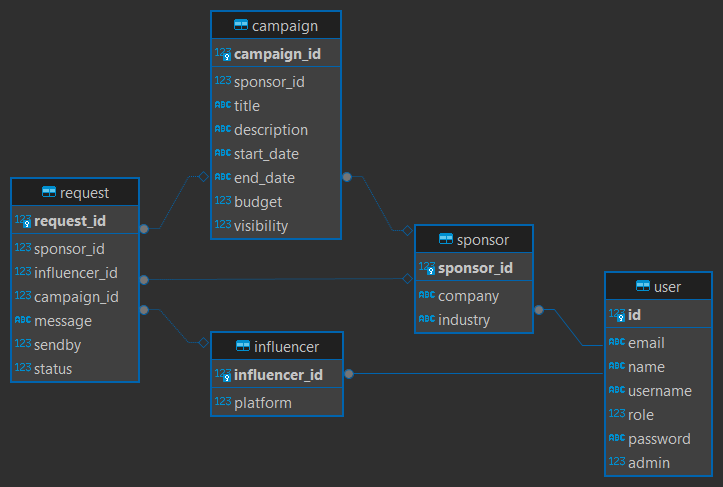 campaign
123 campaign_id
123 sponsor_id
ABC title
ABC description
ABC start_date
ABC end_date
123 budget
123 visibility
request
123 request_id
123 sponsor_id
123 influencer_id
123 campaign_id
ABC message
123 sendby
123 status
sponsor
123 sponsor_id
ABC company
ABC industry
influencer
123 influencer_id
123 platform
user
123 id
ABC email
ABC name
ABC username
123 role
ABC password
123 admin